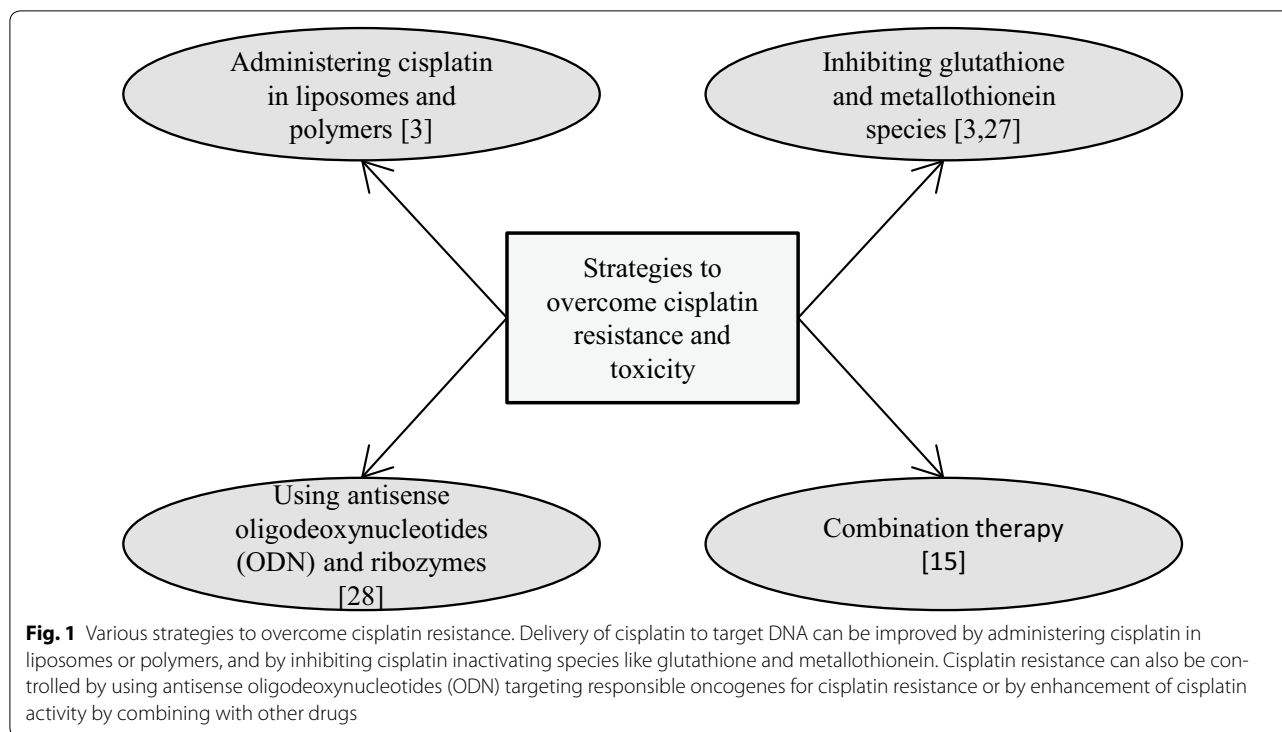 Administering cisplatin
in liposomes and
polymers [3]
Inhibiting glutathione
and metallothionein
species [3,27]
Strategies to
overcome cisplatin
resistance and
toxicity
Using antisense
oligodeoxynucleotides
(ODN) and ribozymes
[28]
Combination therapy
[15]
Fig. 1 Various strategies to overcome cisplatin resistance. Delivery of cisplatin to target DNA can be improved by administering cisplatin in
liposomes or polymers, and by inhibiting cisplatin inactivating species like glutathione and metallothionein. Cisplatin resistance can also be con-
trolled by using antisense oligodeoxynucleotides (ODN) targeting responsible oncogenes for cisplatin resistance or by enhancement of cisplatin
activity by combining with other drugs